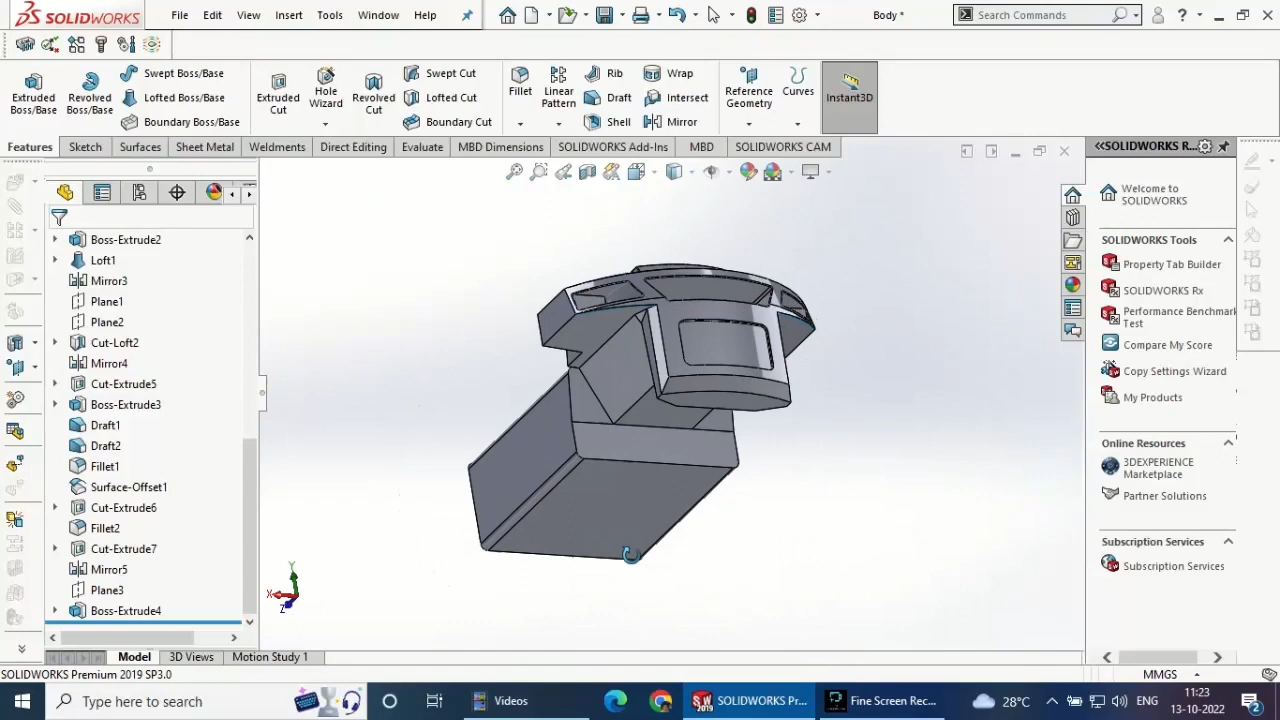 SOLIDWORKS
File Edit View Insert Tools Window Help
Body *
Search Commands
Extruded Boss/Base
Revolved Boss/Base
Swept Boss/Base
Lofted Boss/Base
Boundary Boss/Base
Extruded Cut
Hole Wizard
Revolved Cut
Swept Cut
Lofted Cut
Boundary Cut
Fillet
Linear Pattern
Rib
Draft
Shell
Wrap
Intersect
Mirror
Reference Geometry
Curves
Instant3D
Features Sketch Surfaces Sheet Metal Weldments Direct Editing Evaluate MBD Dimensions SOLIDWORKS Add-Ins MBD SOLIDWORKS CAM
Boss-Extrude2
Loft1
Mirror3
Plane1
Plane2
Cut-Loft2
Mirror4
Cut-Extrude5
Boss-Extrude3
Draft1
Draft2
Fillet1
Surface-Offset1
Cut-Extrude6
Fillet2
Cut-Extrude7
Mirror5
Plane3
Boss-Extrude4
Y
X
Z
SOLIDWORKS R...
Welcome to
SOLIDWORKS
SOLIDWORKS Tools
Property Tab Builder
SOLIDWORKS Rx
Performance Benchmark
Test
Compare My Score
Copy Settings Wizard
My Products
Online Resources
3DEXPERIENCE
Marketplace
Partner Solutions
Subscription Services
Subscription Services
Model 3D Views Motion Study 1
SOLIDWORKS Premium 2019 SP3.0
MMGS
Type here to search
Videos
SOLIDWORKS Pr...
Fine Screen Rec...
28°C
ENG
11:23
13-10-2022
2